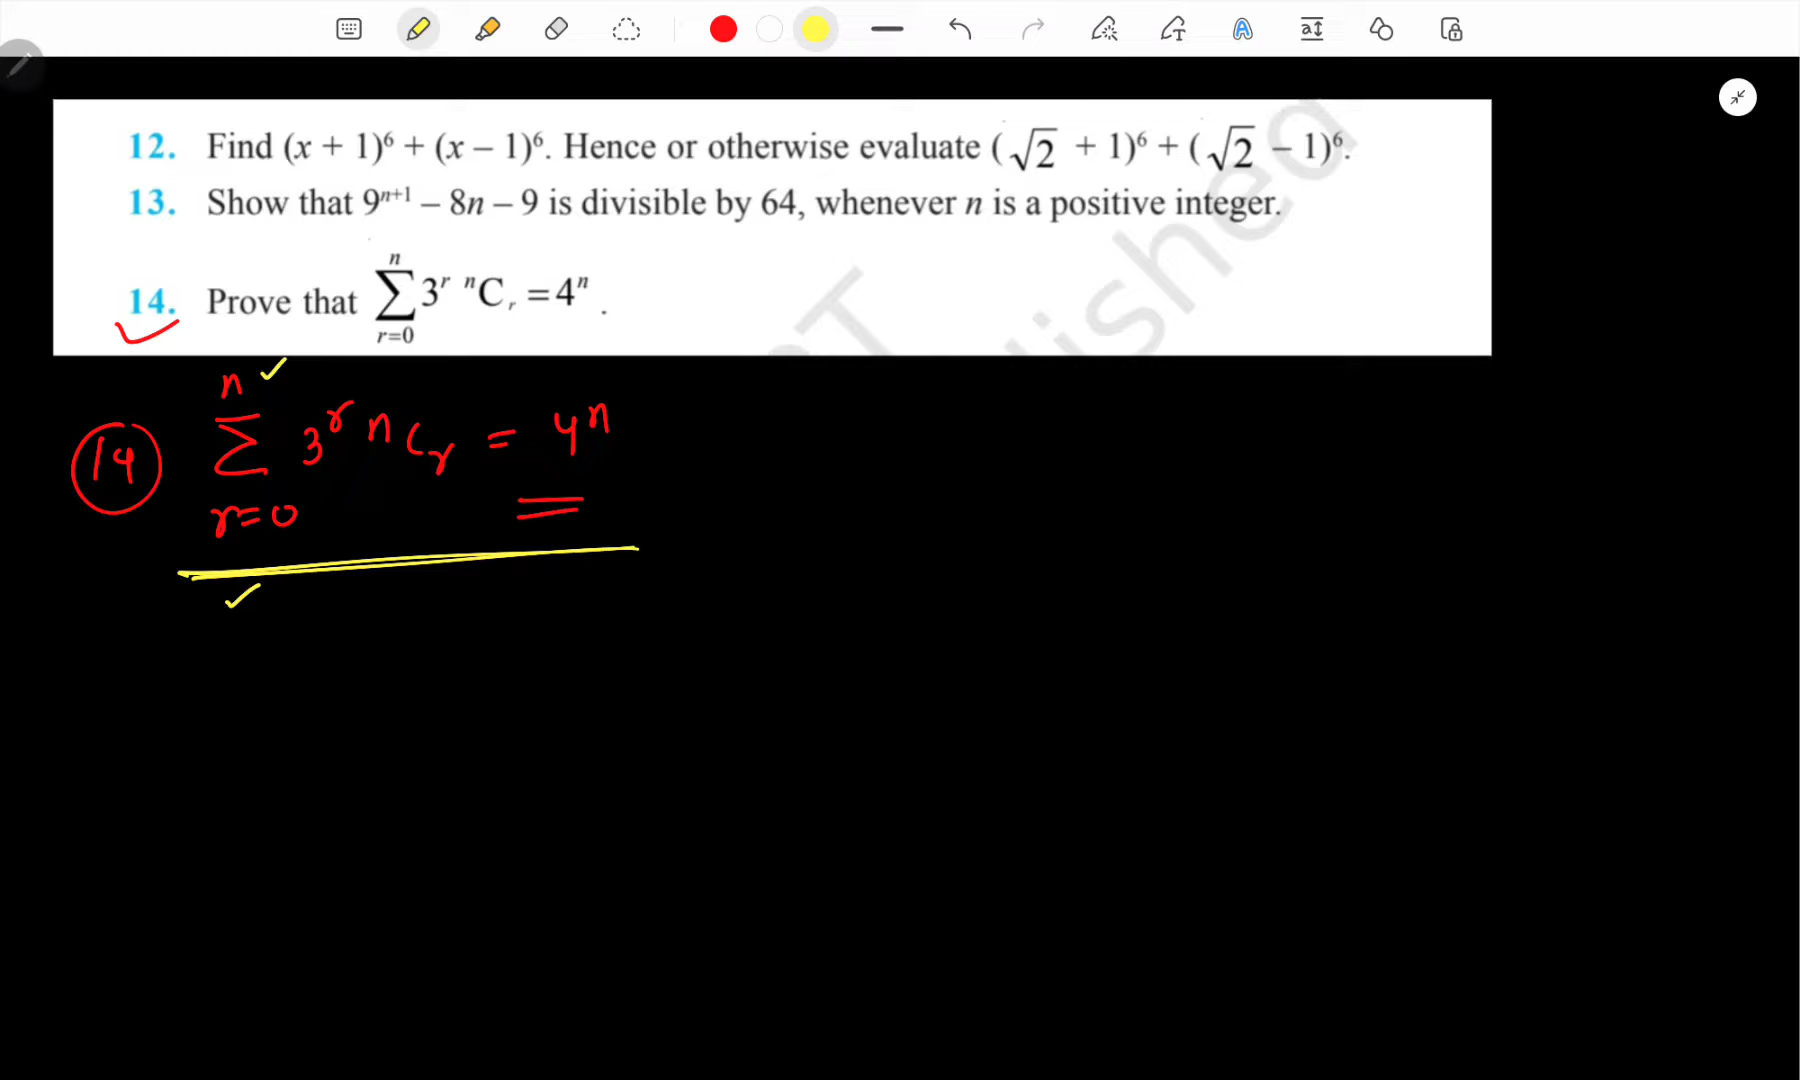 12. Find (x + 1)⁶ + (x – 1)⁶. Hence or otherwise evaluate (√2 + 1)⁶ + (√2 – 1)⁶.
13. Show that 9ⁿ⁺¹ – 8n – 9 is divisible by 64, whenever n is a positive integer.
n
14. Prove that ∑ 3ʳ ⁿCᵣ = 4ⁿ .
r=0
n
14 ∑ 3ʳ nCᵣ = 4ⁿ
r=0